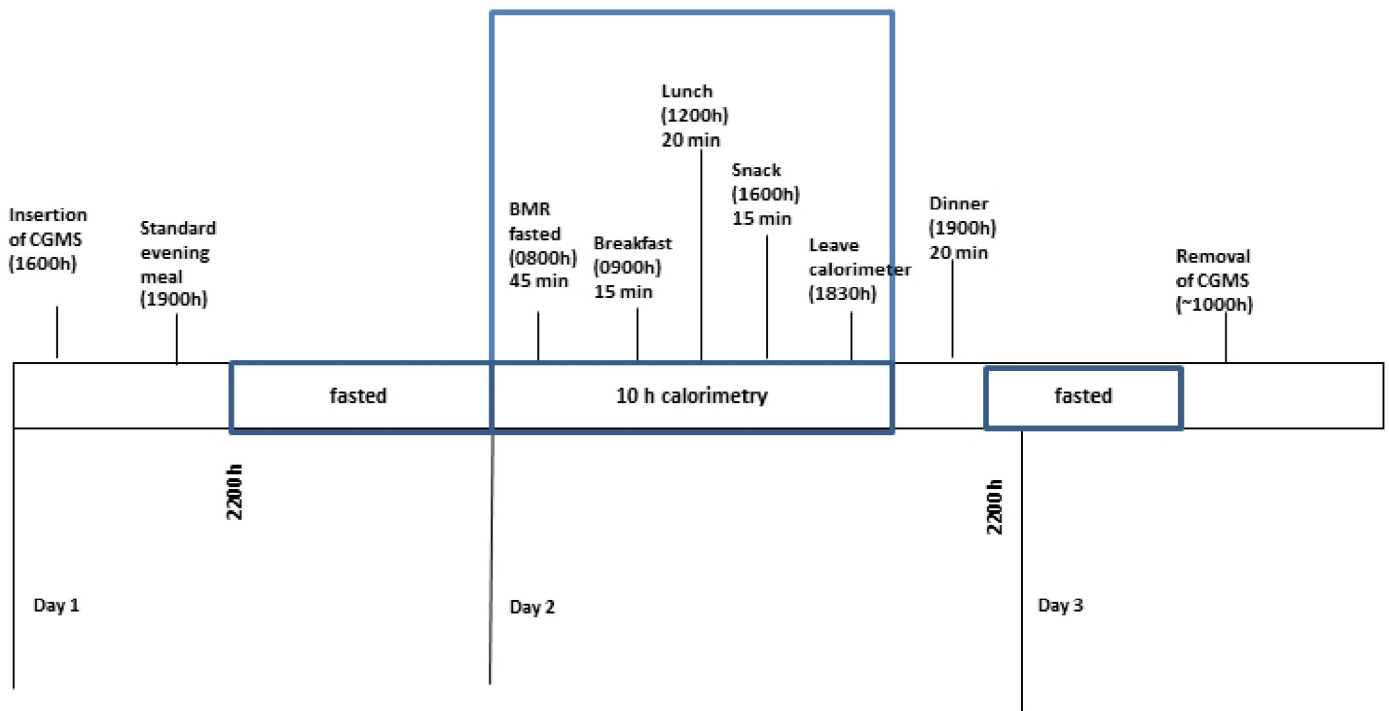 Insertion
of CGMS
(1600h)
Standard
evening
meal
(1900h)
BMR
fasted
(0800h)
45 min
Breakfast
(0900h)
15 min
Lunch
(1200h)
20 min
Snack
(1600h)
15 min
Leave
calorimeter
(1830h)
Dinner
(1900h)
20 min
Removal
of CGMS
(~1000h)
fasted
10 h calorimetry
fasted
2200h
2200h
Day 1
Day 2
Day 3